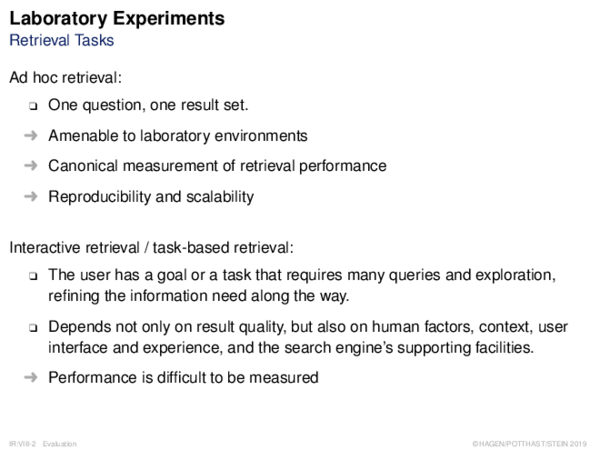 Laboratory Experiments
Retrieval Tasks
Ad hoc retrieval:
❑ One question, one result set.
➜ Amenable to laboratory environments
➜ Canonical measurement of retrieval performance
➜ Reproducibility and scalability
Interactive retrieval / task-based retrieval:
❑ The user has a goal or a task that requires many queries and exploration,
refining the information need along the way.
❑ Depends not only on result quality, but also on human factors, context, user
interface and experience, and the search engine's supporting facilities.
➜ Performance is difficult to be measured
IR:VIII-2 Evaluation ©HAGEN/POTTHAST/STEIN 2019